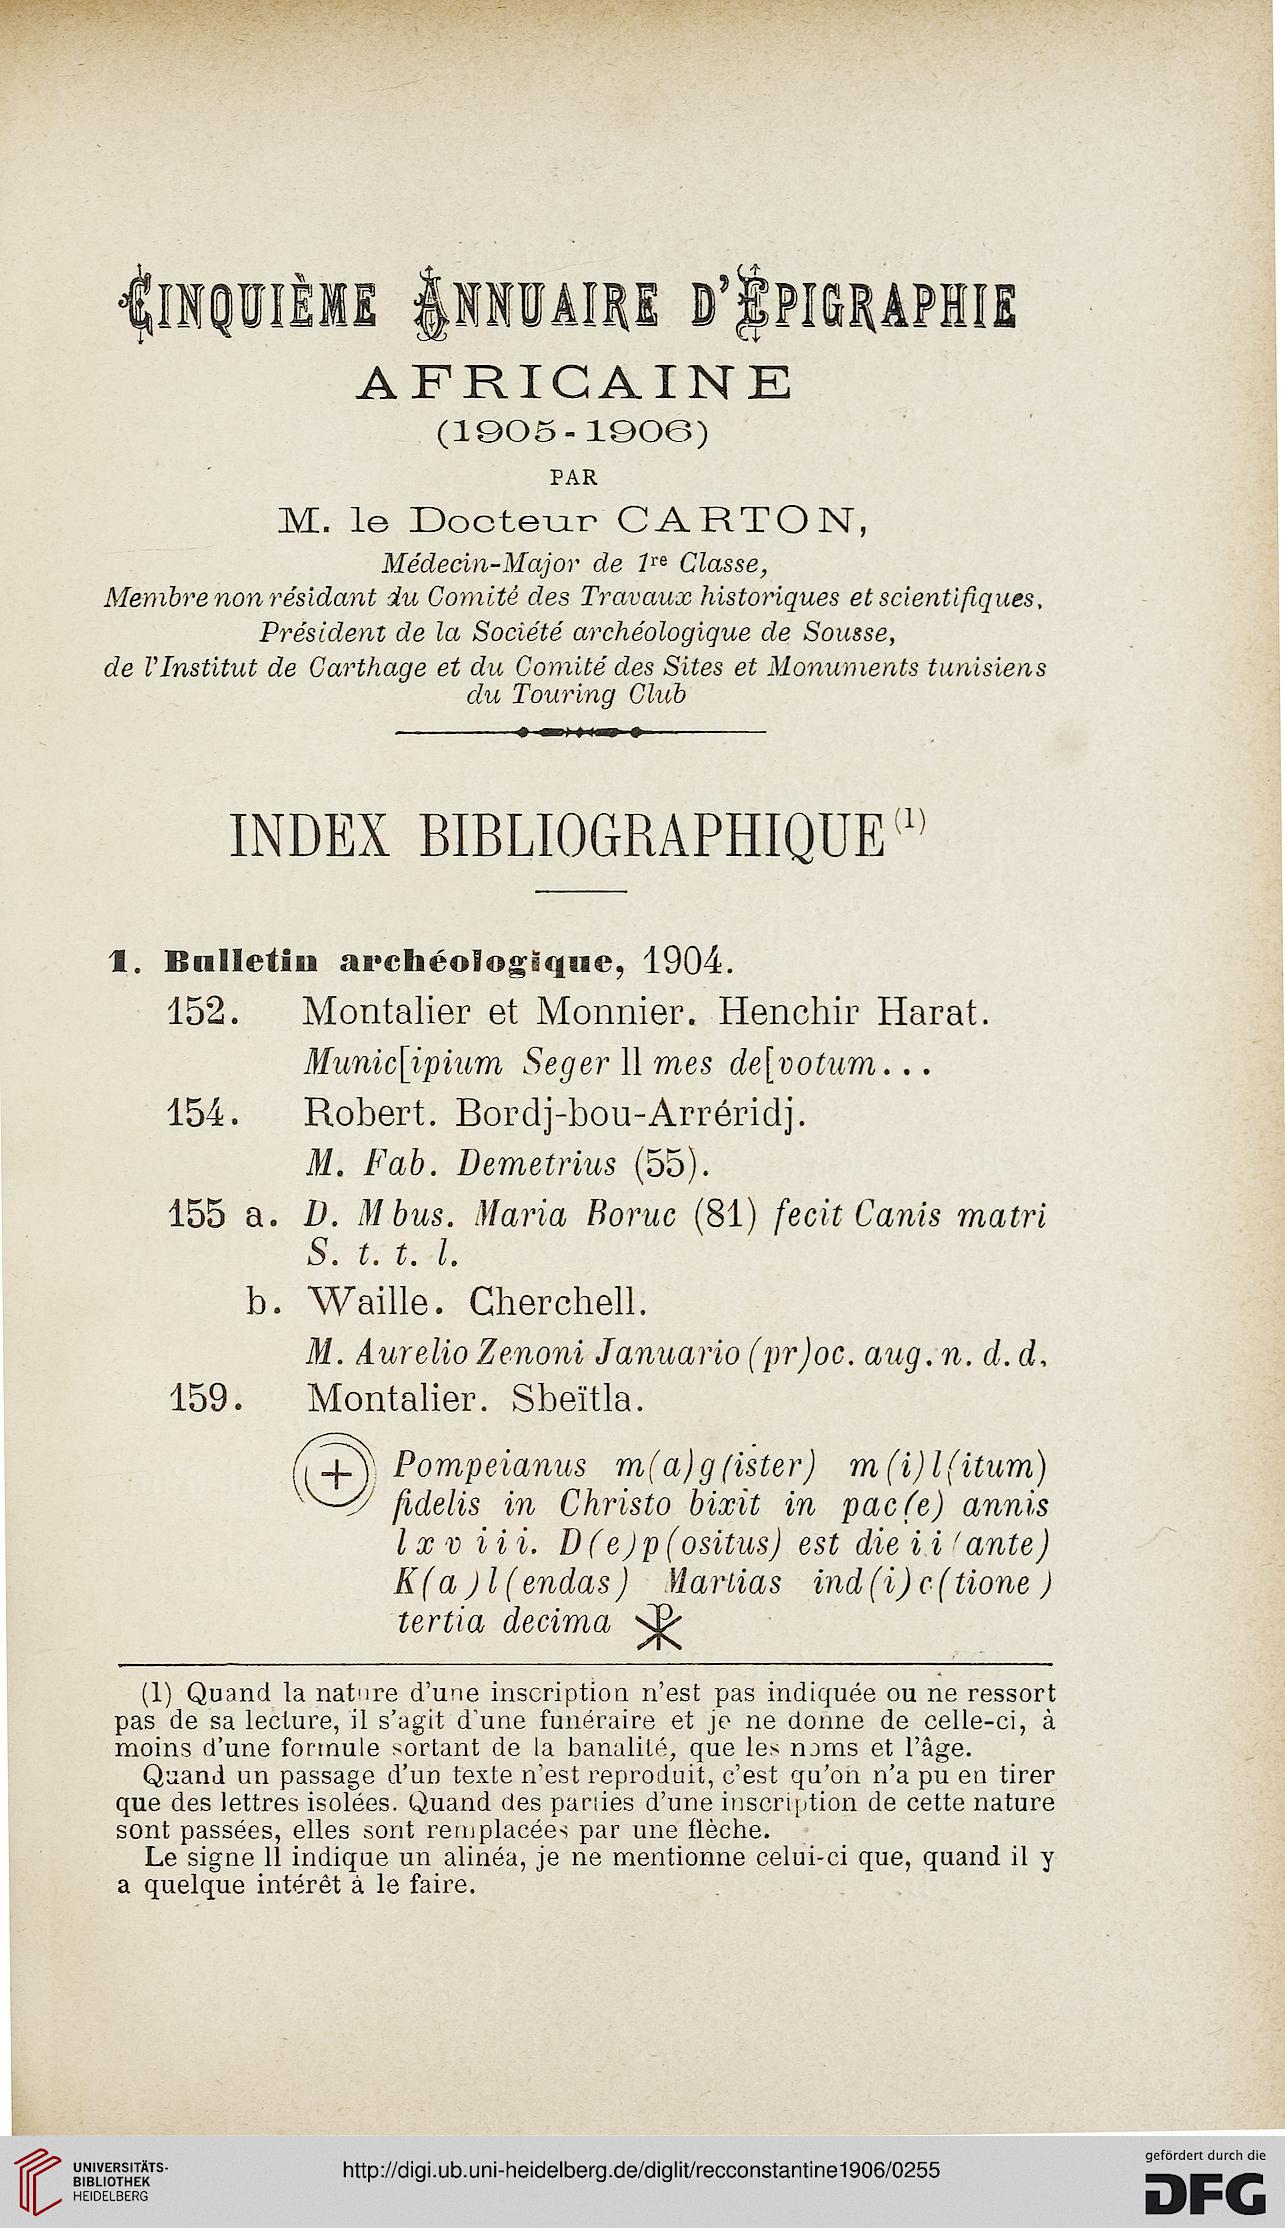 CINQUIÈME ANNUAIRE D'ÉPIGRAPHIE
AFRICAINE
(1905-1906)
PAR
M. le Docteur CARTON,
Médecin-Major de 1re Classe,
Membre non résidant du Comité des Travaux historiques et scientifiques,
Président de la Société archéologique de Sousse,
de l'Institut de Carthage et du Comité des Sites et Monuments tunisiens
du Touring Club
INDEX BIBLIOGRAPHIQUE (1)
1. Bulletin archéologique, 1904.
152. Montalier et Monnier. Henchir Harat.
Munic[ipium Seger ll mes de[votum...
154. Robert. Bordj-bou-Arréridj.
M. Fab. Demetrius (55).
155 a. D. M bus. Maria Boruc (81) fecit Canis matri
S. t. t. l.
b. Waille. Cherchell.
M. Aurelio Zenoni Januario (pr)oc. aug. n. d. d.
159. Montalier. Sbeïtla.
Pompeianus m(a)g(ister) m(i)l(itum)
fidelis in Christo bixit in pac(e) annis
lxv iii. D(e)p(ositus) est die ii (ante)
K(a)l(endas) Martias ind(i)c(tione)
tertia decima ☧
(1) Quand la nature d'une inscription n'est pas indiquée ou ne ressort
pas de sa lecture, il s'agit d'une funéraire et je ne donne de celle-ci, à
moins d'une formule sortant de la banalité, que les noms et l'âge.
Quand un passage d'un texte n'est reproduit, c'est qu'on n'a pu en tirer
que des lettres isolées. Quand des parties d'une inscription de cette nature
sont passées, elles sont remplacées par une flèche.
Le signe ll indique un alinéa, je ne mentionne celui-ci que, quand il y
a quelque intérêt à le faire.
UNIVERSITÄTS-
BIBLIOTHEK
HEIDELBERG
http://digi.ub.uni-heidelberg.de/diglit/recconstantine1906/0255
gefördert durch die
DFG